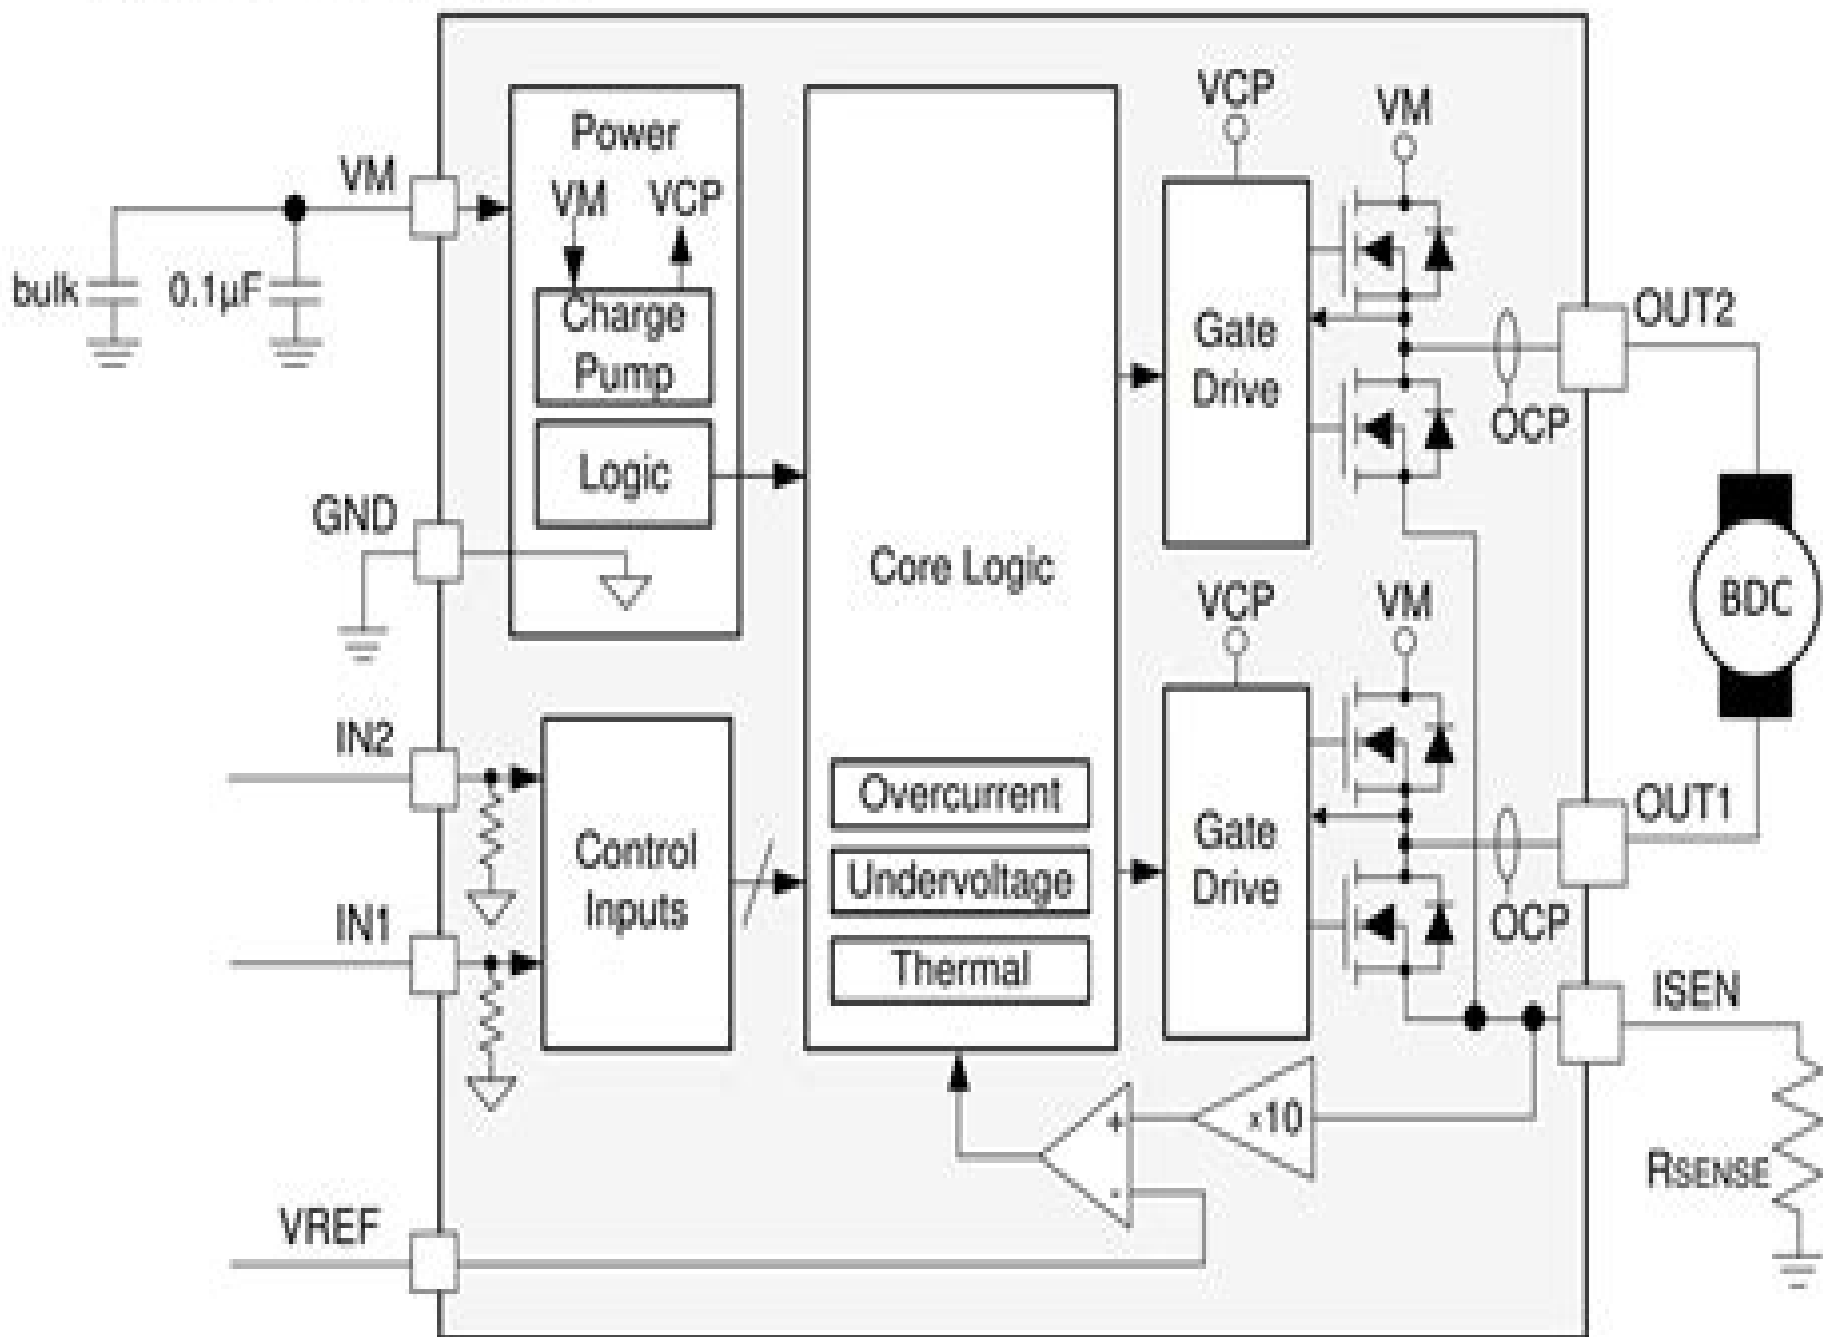 VCP
VM
Power
VM
VM
VCP
bulk
0.1µF
Charge
Pump
Gate
Drive
OUT2
OCP
Logic
GND
Core Logic
BDC
VCP
VM
IN2
Overcurrent
OUT1
Control
Inputs
Gate
Drive
Undervoltage
IN1
OCP
Thermal
ISEN
+
x10
-
RSENSE
VREF